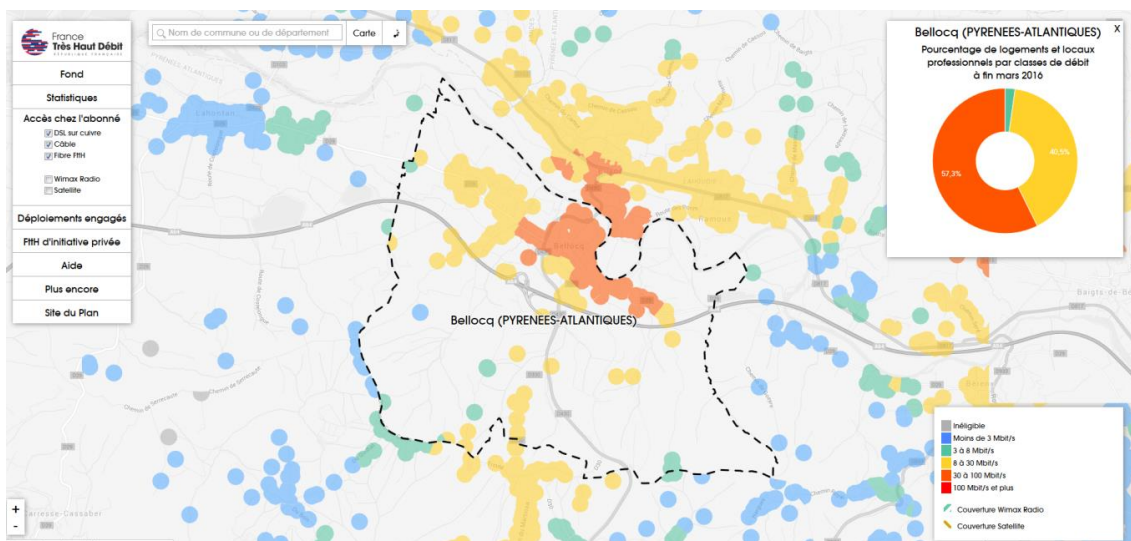 France
Très Haut Débit
RÉPUBLIQUE FRANÇAISE
Fond
Statistiques
Accès chez l'abonné
DSL sur cuivre
Câble
Fibre FttH
Wimax Radio
Satellite
Déploiements engagés
FttH d'initiative privée
Aide
Plus encore
Site du Plan
+
-
Nom de commune ou de département
Carte
Bellocq
Bellocq (PYRENEES-ATLANTIQUES)
Bellocq (PYRENEES-ATLANTIQUES)
X
Pourcentage de logements et locaux
professionnels par classes de débit
à fin mars 2016
40,5%
57,3%
Inéligible
Moins de 3 Mbit/s
3 à 8 Mbit/s
8 à 30 Mbit/s
30 à 100 Mbit/s
100 Mbit/s et plus
Couverture Wimax Radio
Couverture Satellite